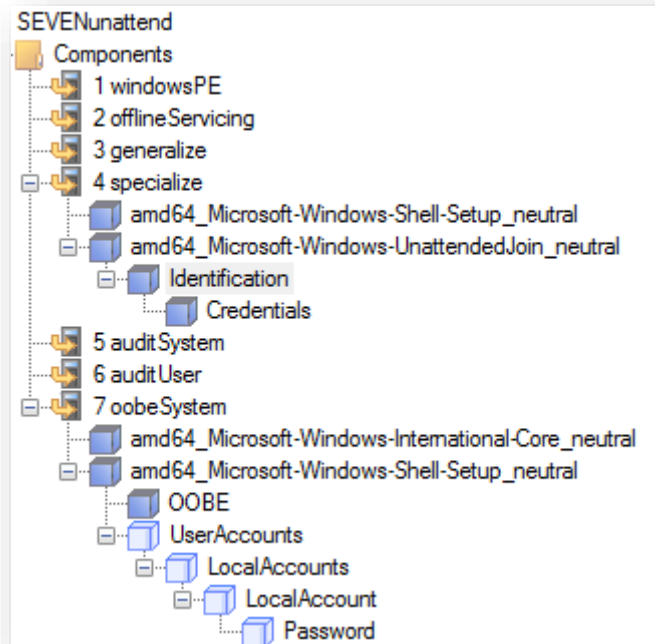 SEVENunattend
Components
1 windowsPE
2 offlineServicing
3 generalize
4 specialize
amd64_Microsoft-Windows-Shell-Setup_neutral
amd64_Microsoft-Windows-UnattendedJoin_neutral
Identification
Credentials
5 auditSystem
6 auditUser
7 oobeSystem
amd64_Microsoft-Windows-International-Core_neutral
amd64_Microsoft-Windows-Shell-Setup_neutral
OOBE
UserAccounts
LocalAccounts
LocalAccount
Password